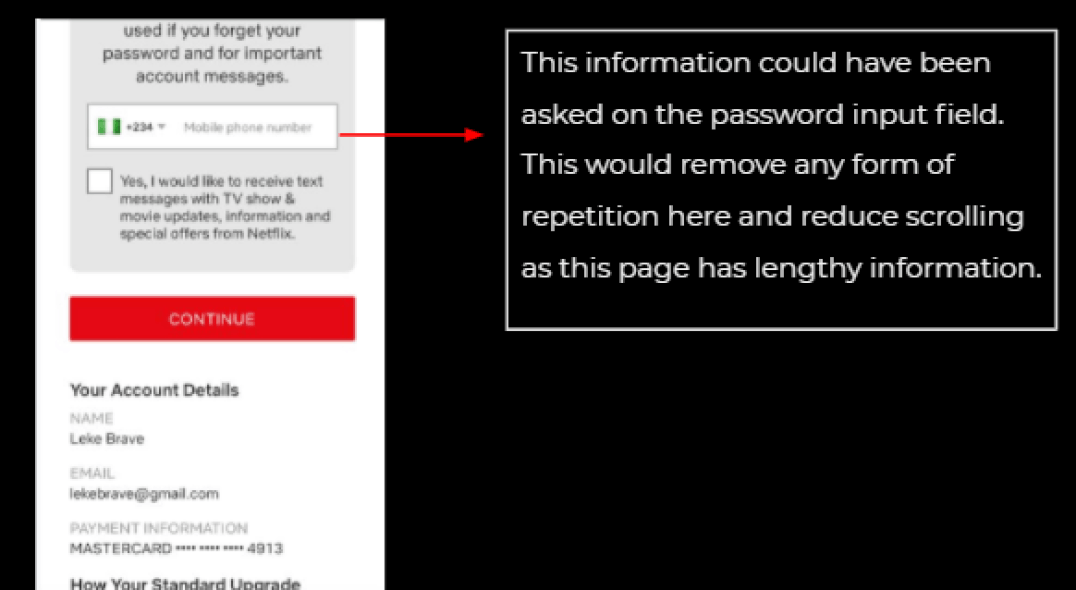 used if you forget your
password and for important
account messages.
+234
Mobile phone number
Yes, I would like to receive text
messages with TV show &
movie updates, information and
special offers from Netflix.
CONTINUE
Your Account Details
NAME
Leke Brave
EMAIL
lekebrave@gmail.com
PAYMENT INFORMATION
MASTERCARD •••• •••• •••• 4913
How Your Standard Upgrade
This information could have been
asked on the password input field.
This would remove any form of
repetition here and reduce scrolling
as this page has lengthy information.